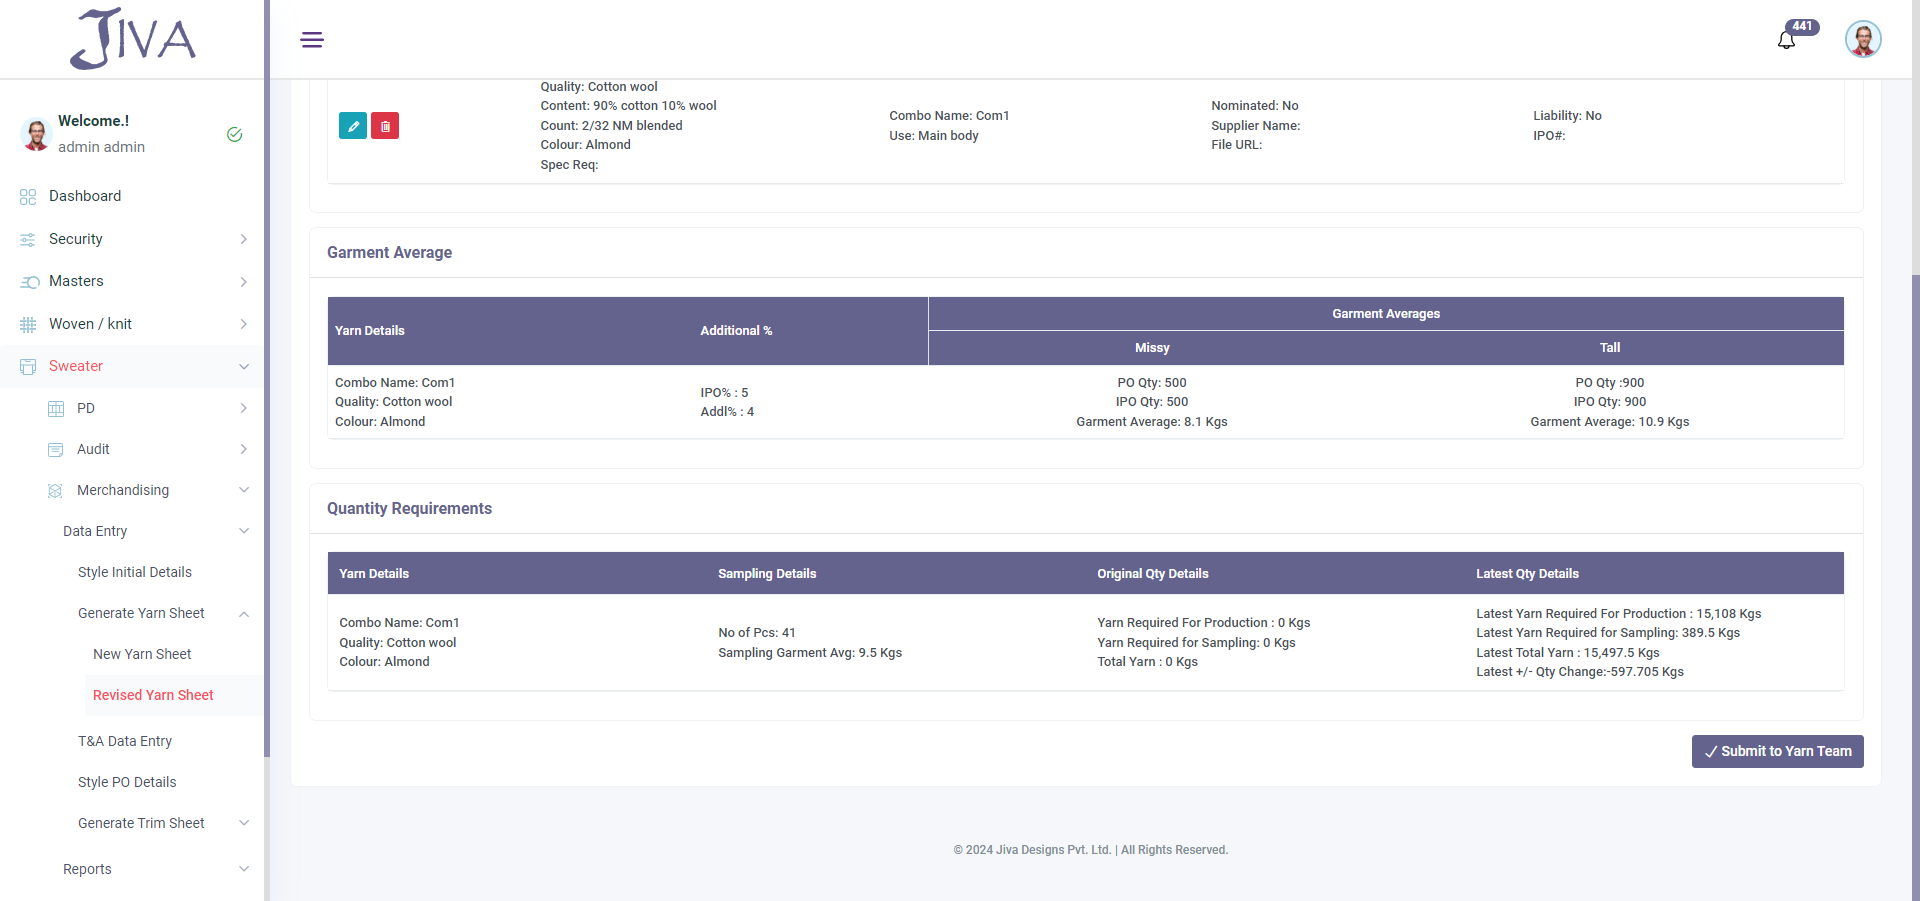 JIVA
441
Welcome.!
admin admin
Dashboard
Security
Masters
Woven / knit
Sweater
PD
Audit
Merchandising
Data Entry
Style Initial Details
Generate Yarn Sheet
New Yarn Sheet
Revised Yarn Sheet
T&A Data Entry
Style PO Details
Generate Trim Sheet
Reports
Quality: Cotton wool
Content: 90% cotton 10% wool
Count: 2/32 NM blended
Colour: Almond
Spec Req:
Combo Name: Com1
Use: Main body
Nominated: No
Supplier Name:
File URL:
Liability: No
IPO#:
Garment Average
Yarn Details
Additional %
Garment Averages
Missy
Tall
Combo Name: Com1
Quality: Cotton wool
Colour: Almond
IPO% : 5
Addl% : 4
PO Qty: 500
IPO Qty: 500
Garment Average: 8.1 Kgs
PO Qty :900
IPO Qty: 900
Garment Average: 10.9 Kgs
Quantity Requirements
Yarn Details
Sampling Details
Original Qty Details
Latest Qty Details
Combo Name: Com1
Quality: Cotton wool
Colour: Almond
No of Pcs: 41
Sampling Garment Avg: 9.5 Kgs
Yarn Required For Production : 0 Kgs
Yarn Required for Sampling: 0 Kgs
Total Yarn : 0 Kgs
Latest Yarn Required For Production : 15,108 Kgs
Latest Yarn Required for Sampling: 389.5 Kgs
Latest Total Yarn : 15,497.5 Kgs
Latest +/- Qty Change:-597.705 Kgs
Submit to Yarn Team
© 2024 Jiva Designs Pvt. Ltd. | All Rights Reserved.